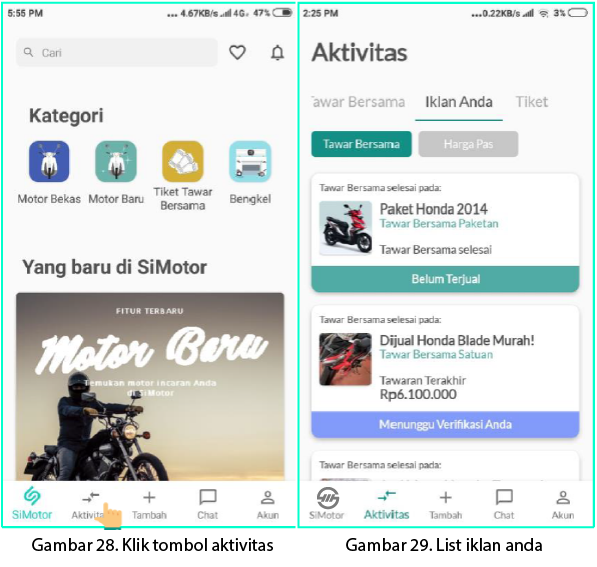 5:55 PM ... 4.67KB/s 4G 47%
Cari
Kategori
Motor Bekas
Motor Baru
Tiket Tawar
Bersama
Bengkel
Yang baru di SiMotor
FITUR TERBARU
Motor Baru
Temukan motor incaran Anda
di SiMotor
SiMotor
Aktivitas
Tambah
Chat
Akun
Gambar 28. Klik tombol aktivitas
2:25 PM ...0.22KB/s 3%
Aktivitas
Tawar Bersama
Iklan Anda
Tiket
Tawar Bersama
Harga Pas
Tawar Bersama selesai pada:
Paket Honda 2014
Tawar Bersama Paketan
Tawar Bersama selesai
Belum Terjual
Tawar Bersama selesai pada:
Dijual Honda Blade Murah!
Tawar Bersama Satuan
Tawaran Terakhir
Rp6.100.000
Menunggu Verifikasi Anda
Tawar Bersama selesai pada:
SiMotor
Aktivitas
Tambah
Chat
Akun
Gambar 29. List iklan anda